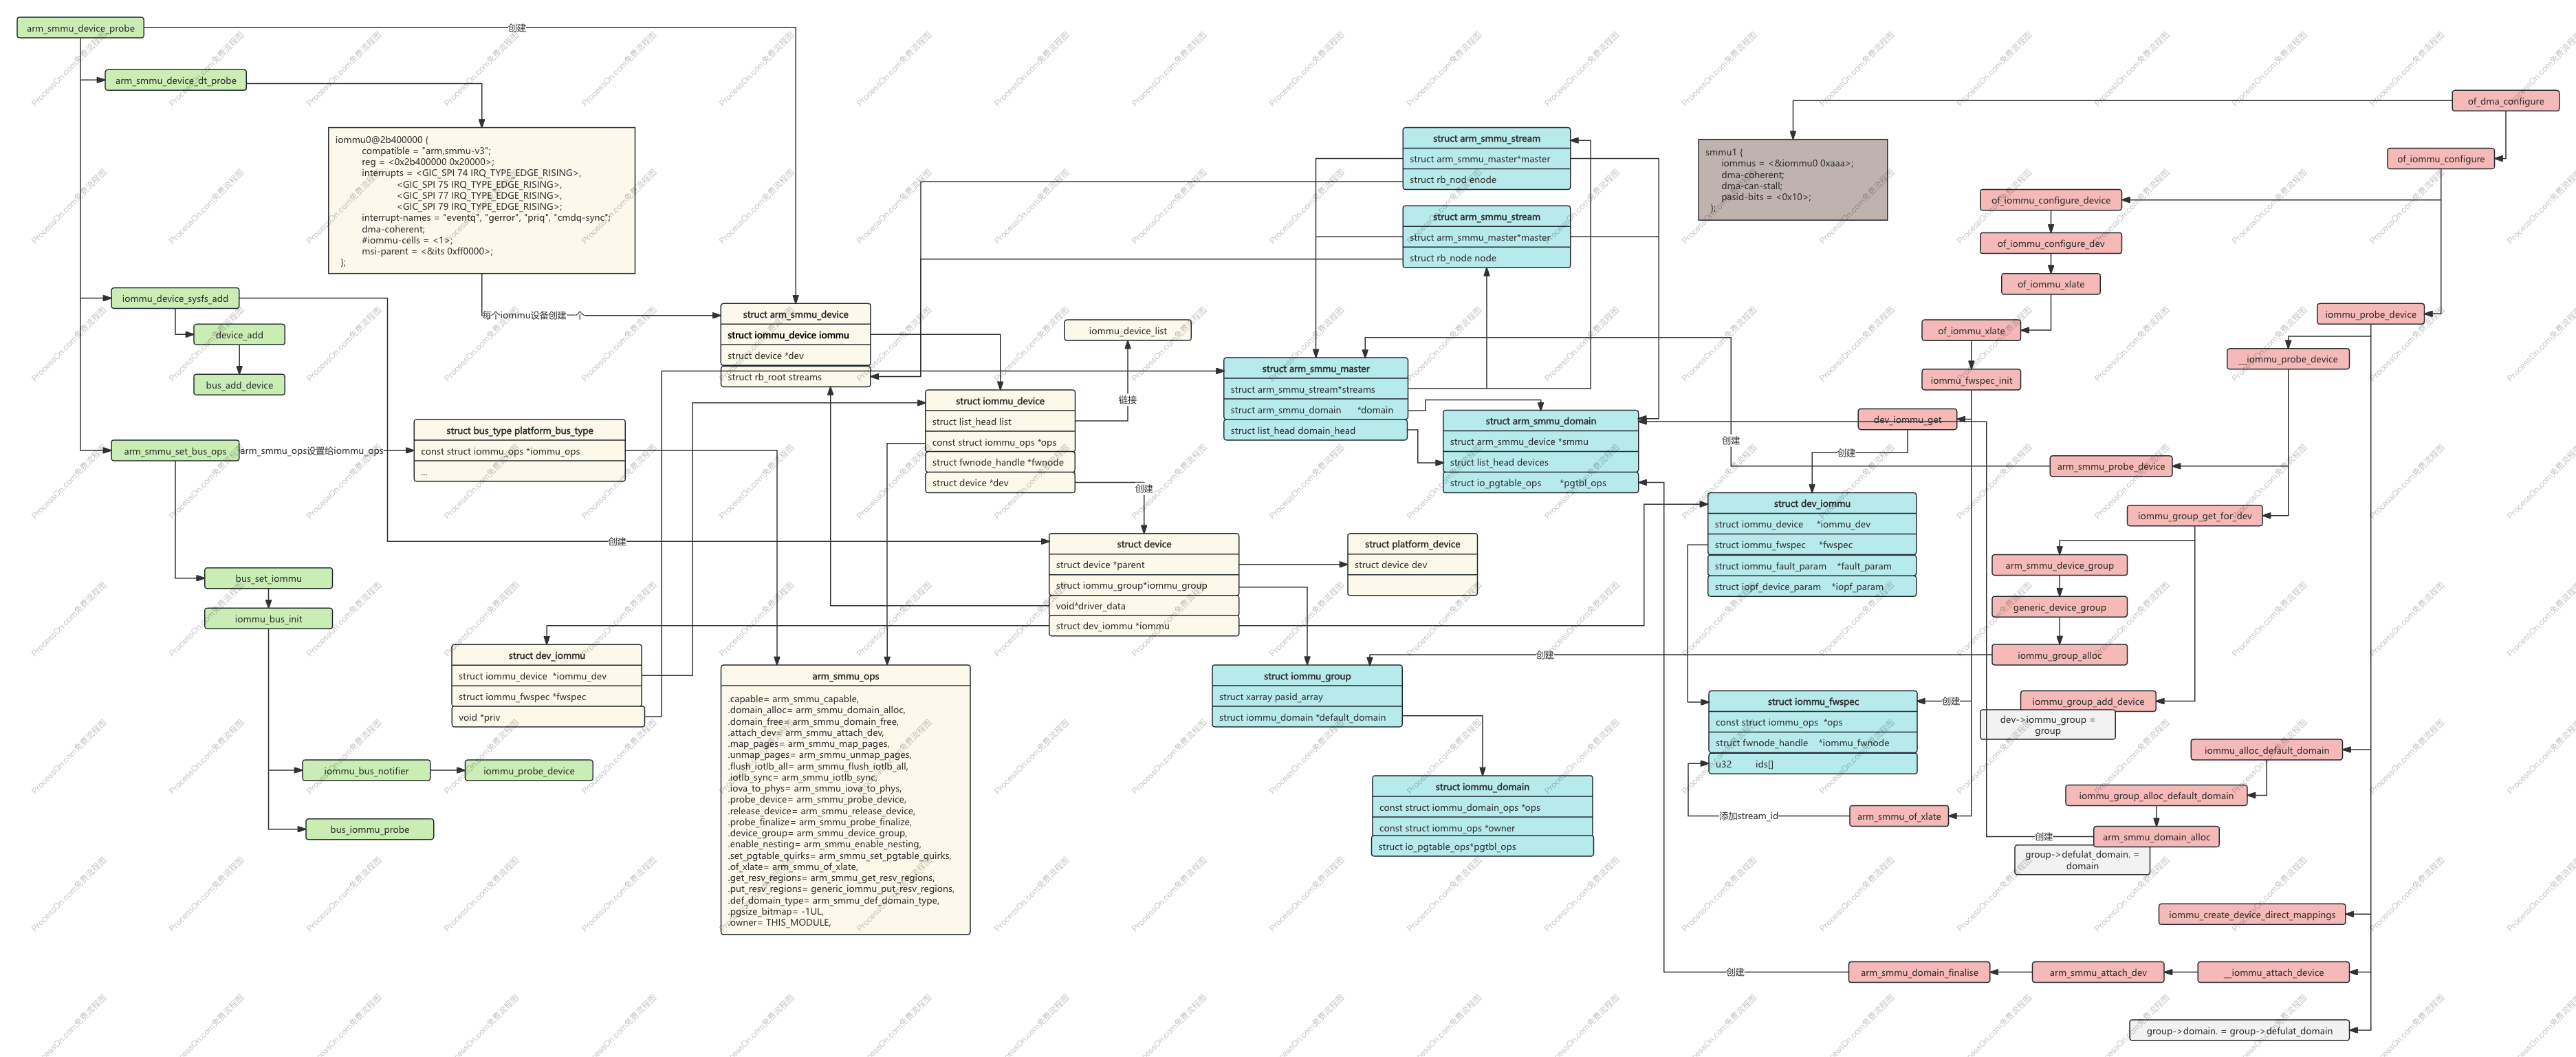 arm_smmu_device_probe
创建
arm_smmu_device_dt_probe
iommu0@2b400000 {
compatible = "arm,smmu-v3";
reg = <0x2b400000 0x20000>;
interrupts = <GIC_SPI 74 IRQ_TYPE_EDGE_RISING>,
<GIC_SPI 75 IRQ_TYPE_EDGE_RISING>,
<GIC_SPI 77 IRQ_TYPE_EDGE_RISING>,
<GIC_SPI 79 IRQ_TYPE_EDGE_RISING>;
interrupt-names = "eventq", "gerror", "priq", "cmdq-sync";
dma-coherent;
#iommu-cells = <1>;
msi-parent = <&its 0xff0000>;
};
iommu_device_sysfs_add
device_add
bus_add_device
每个iommu设备创建一个
arm_smmu_set_bus_ops
arm_smmu_ops设置给iommu_ops
struct bus_type platform_bus_type
const struct iommu_ops *iommu_ops
...
创建
bus_set_iommu
iommu_bus_init
iommu_bus_notifier
iommu_probe_device
bus_iommu_probe
struct dev_iommu
struct iommu_device *iommu_dev
struct iommu_fwspec *fwspec
void *priv
struct arm_smmu_device
struct iommu_device iommu
struct device *dev
struct rb_root streams
struct iommu_device
struct list_head list
const struct iommu_ops *ops
struct fwnode_handle *fwnode
struct device *dev
iommu_device_list
链接
创建
struct device
struct device *parent
struct iommu_group*iommu_group
void*driver_data
struct dev_iommu *iommu
struct platform_device
struct device dev
arm_smmu_ops
.capable= arm_smmu_capable,
.domain_alloc= arm_smmu_domain_alloc,
.domain_free= arm_smmu_domain_free,
.attach_dev= arm_smmu_attach_dev,
.map_pages= arm_smmu_map_pages,
.unmap_pages= arm_smmu_unmap_pages,
.flush_iotlb_all= arm_smmu_flush_iotlb_all,
.iotlb_sync= arm_smmu_iotlb_sync,
.iova_to_phys= arm_smmu_iova_to_phys,
.probe_device= arm_smmu_probe_device,
.release_device= arm_smmu_release_device,
.probe_finalize= arm_smmu_probe_finalize,
.device_group= arm_smmu_device_group,
.enable_nesting= arm_smmu_enable_nesting,
.set_pgtable_quirks= arm_smmu_set_pgtable_quirks,
.of_xlate= arm_smmu_of_xlate,
.get_resv_regions= arm_smmu_get_resv_regions,
.put_resv_regions= generic_iommu_put_resv_regions,
.def_domain_type= arm_smmu_def_domain_type,
.pgsize_bitmap= -1UL,
.owner= THIS_MODULE,
struct arm_smmu_stream
struct arm_smmu_master*master
struct rb_nod enode
struct arm_smmu_stream
struct arm_smmu_master*master
struct rb_node node
struct arm_smmu_master
struct arm_smmu_stream*streams
struct arm_smmu_domain *domain
struct list_head domain_head
struct arm_smmu_domain
struct arm_smmu_device *smmu
struct list_head devices
struct io_pgtable_ops *pgtbl_ops
struct iommu_group
struct xarray pasid_array
struct iommu_domain *default_domain
struct iommu_domain
const struct iommu_domain_ops *ops
const struct iommu_ops *owner
struct io_pgtable_ops*pgtbl_ops
smmu1 {
iommus = <&iommu0 0xaaa>;
dma-coherent;
dma-can-stall;
pasid-bits = <0x10>;
};
创建
创建
struct dev_iommu
struct iommu_device *iommu_dev
struct iommu_fwspec *fwspec
struct iommu_fault_param *fault_param
struct iopf_device_param *iopf_param
创建
struct iommu_fwspec
const struct iommu_ops *ops
struct fwnode_handle *iommu_fwnode
u32 ids[]
创建
添加stream_id
arm_smmu_of_xlate
of_dma_configure
of_iommu_configure
of_iommu_configure_device
of_iommu_configure_dev
of_iommu_xlate
of_iommu_xlate
iommu_fwspec_init
dev_iommu_get
iommu_probe_device
__iommu_probe_device
arm_smmu_probe_device
iommu_group_get_for_dev
arm_smmu_device_group
generic_device_group
iommu_group_alloc
iommu_group_add_device
dev->iommu_group =
group
iommu_alloc_default_domain
iommu_group_alloc_default_domain
创建
arm_smmu_domain_alloc
group->defulat_domain. =
domain
iommu_create_device_direct_mappings
创建
arm_smmu_domain_finalise
arm_smmu_attach_dev
__iommu_attach_device
group->domain. = group->defulat_domain
ProcessOn.com免费流程图